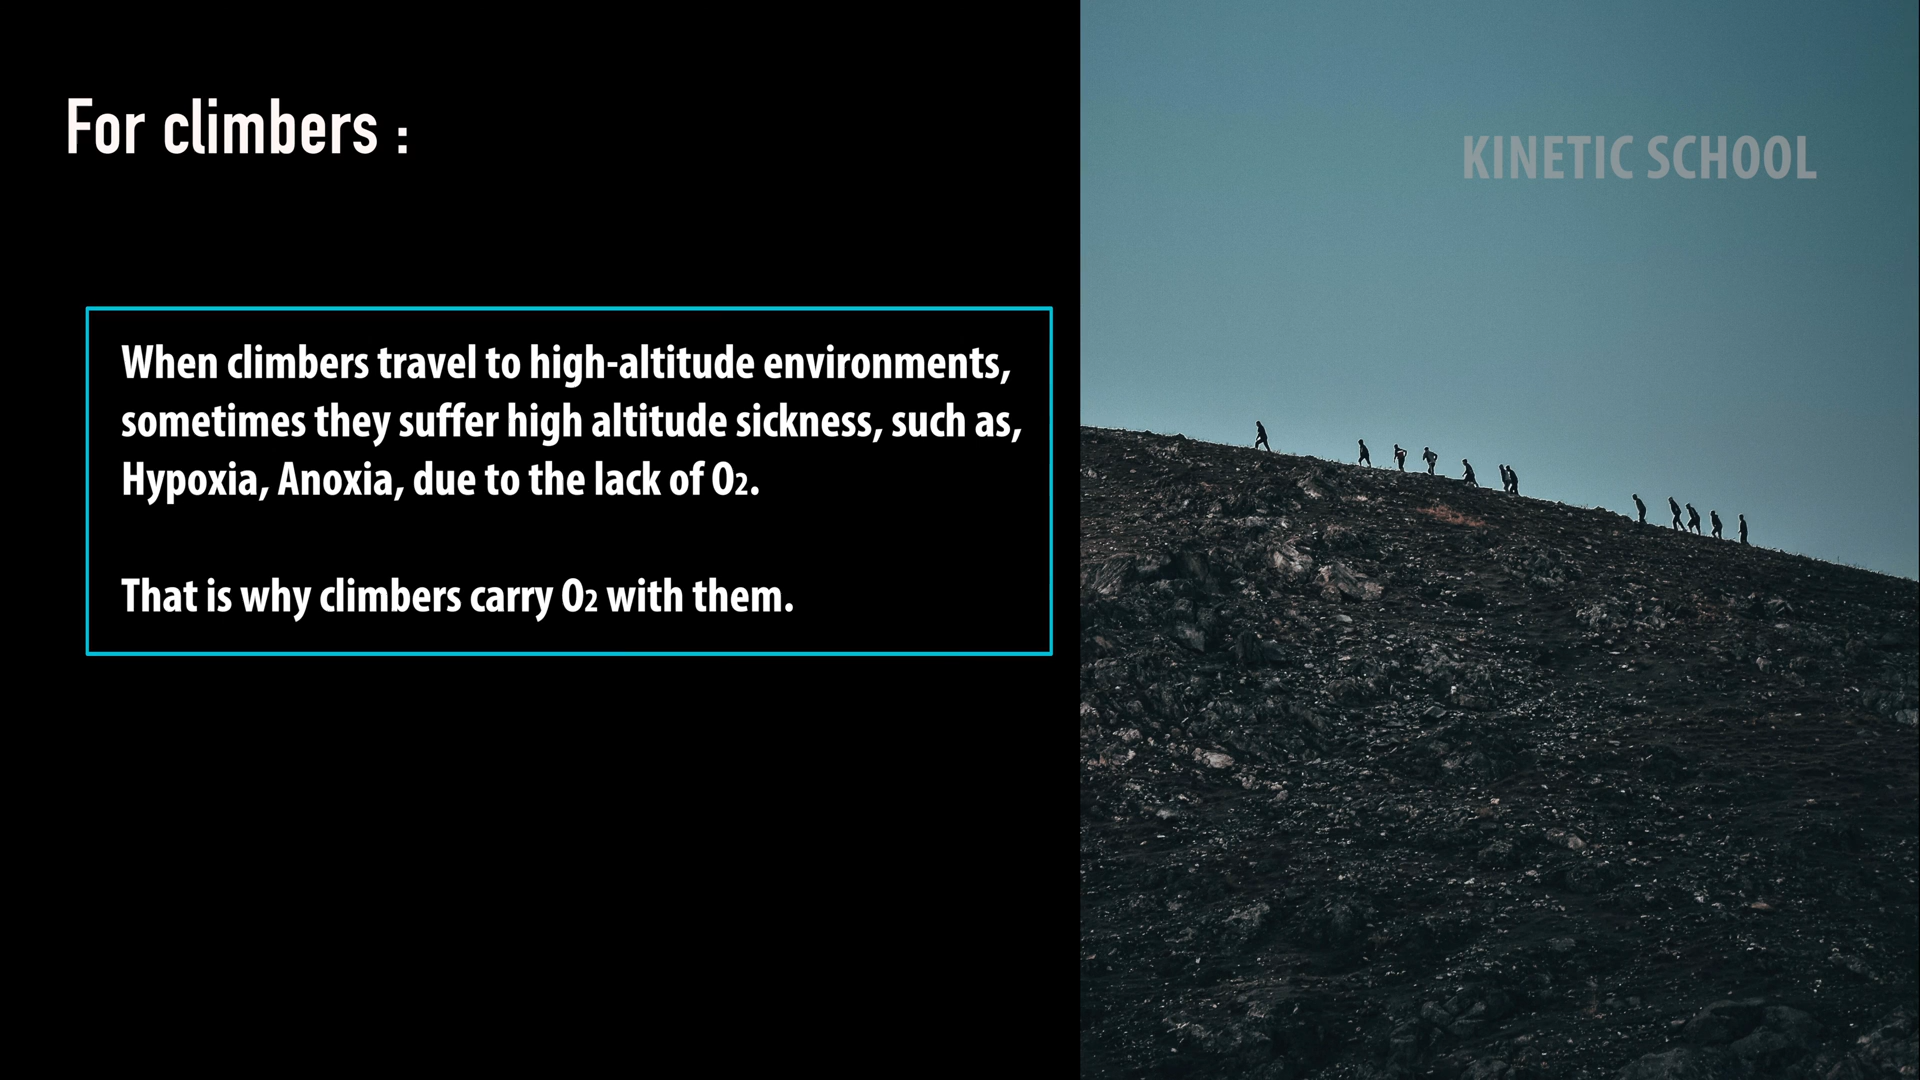 For climbers :
KINETIC SCHOOL
When climbers travel to high-altitude environments,
sometimes they suffer high altitude sickness, such as,
Hypoxia, Anoxia, due to the lack of O₂.
That is why climbers carry O₂ with them.